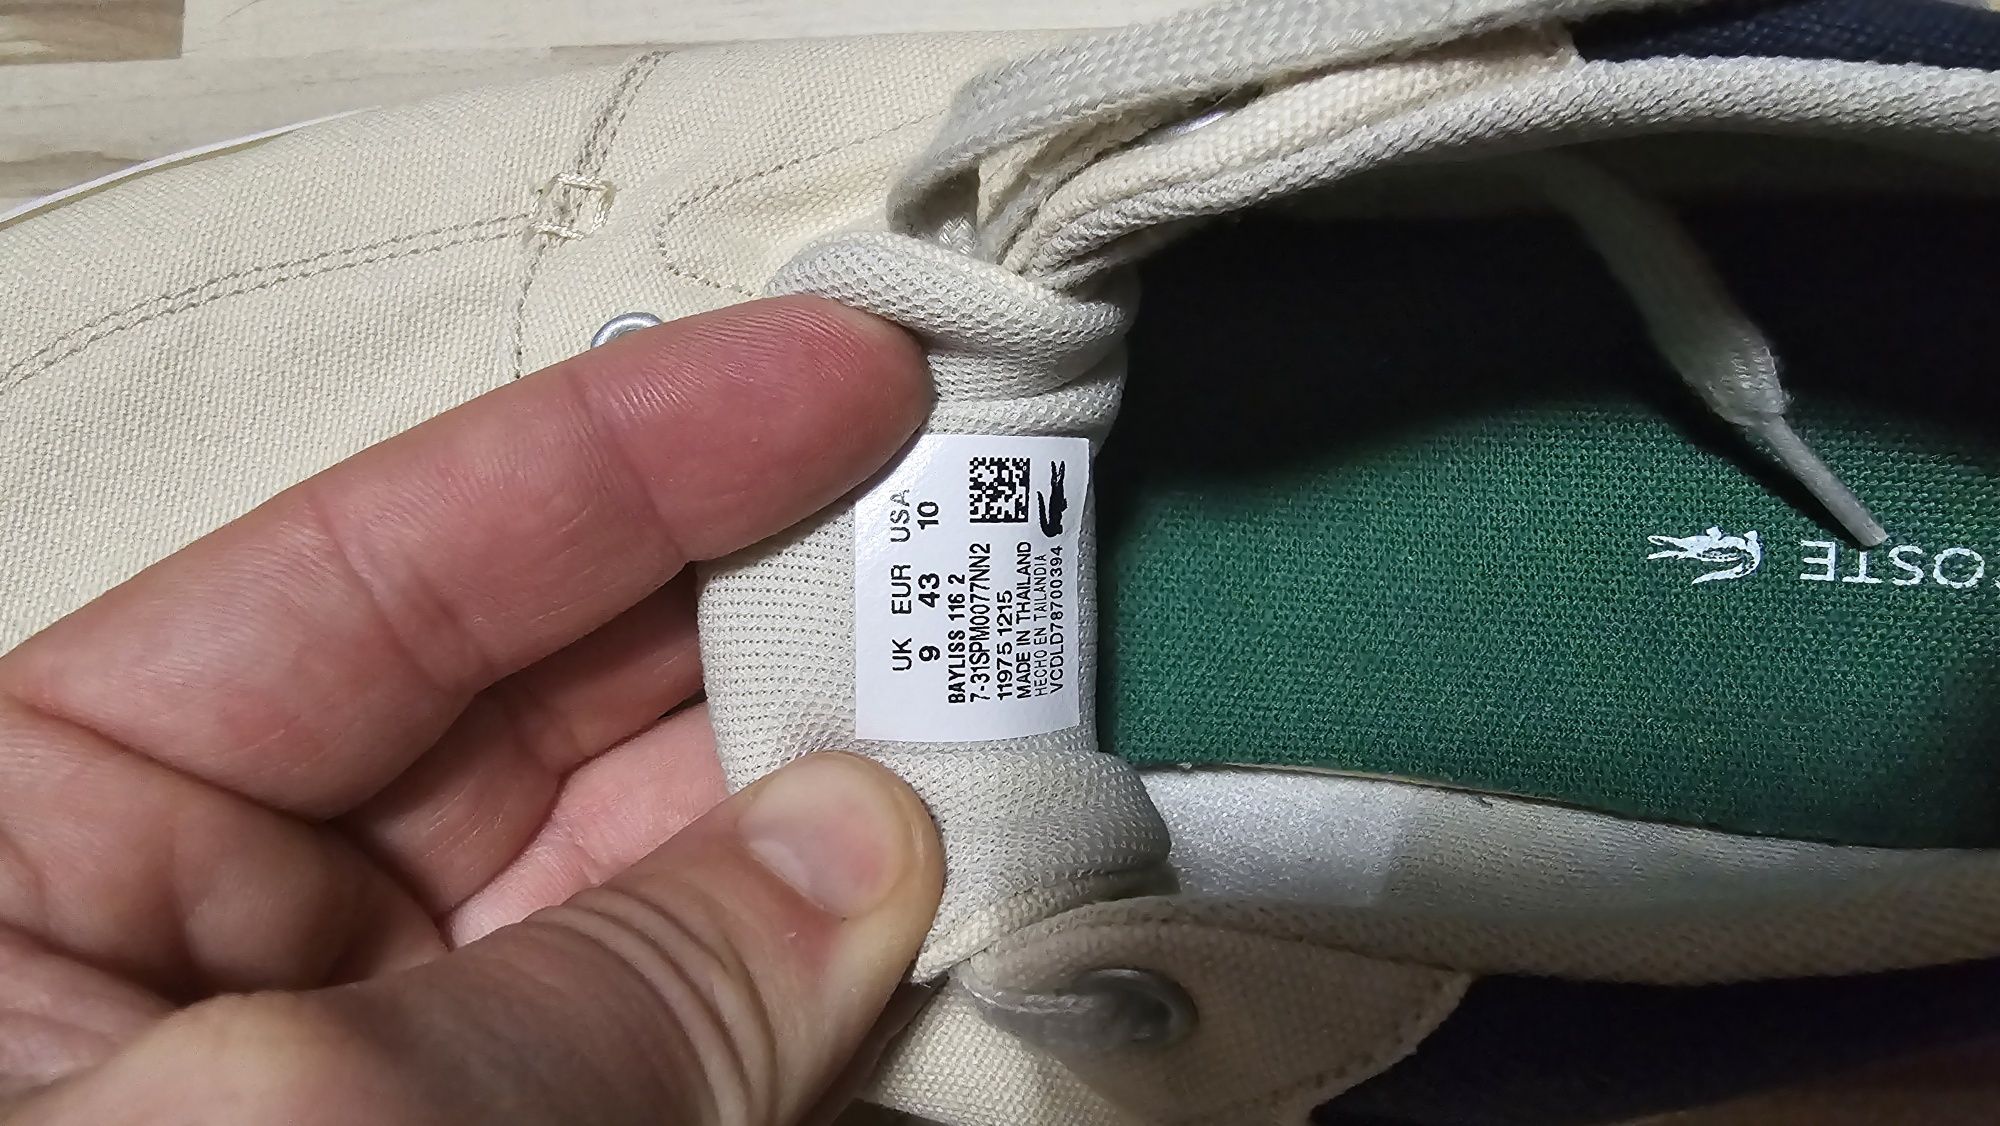 UK EUR USA
9 43 10
BAYLISS 116 2
7-31SPM0077NN2
11975 1215
MADE IN THAILAND
HECHO EN TAILANDIA
VCDLD78700394
COSTE